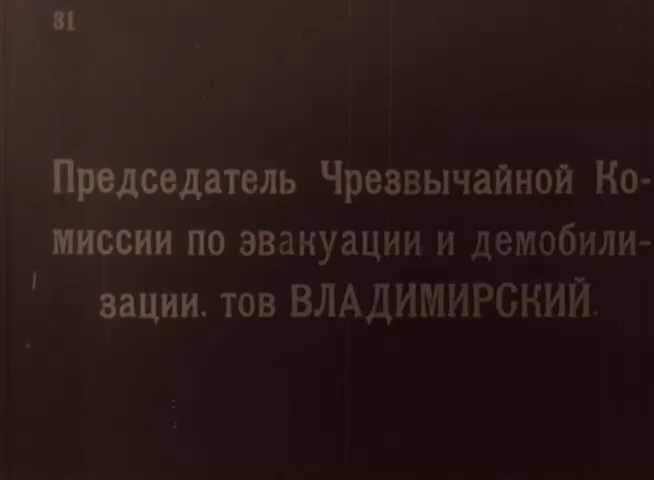 31
Председатель Чрезвычайной Ко-
миссии по эвакуации и демобили-
зации. тов ВЛАДИМИРСКИЙ.